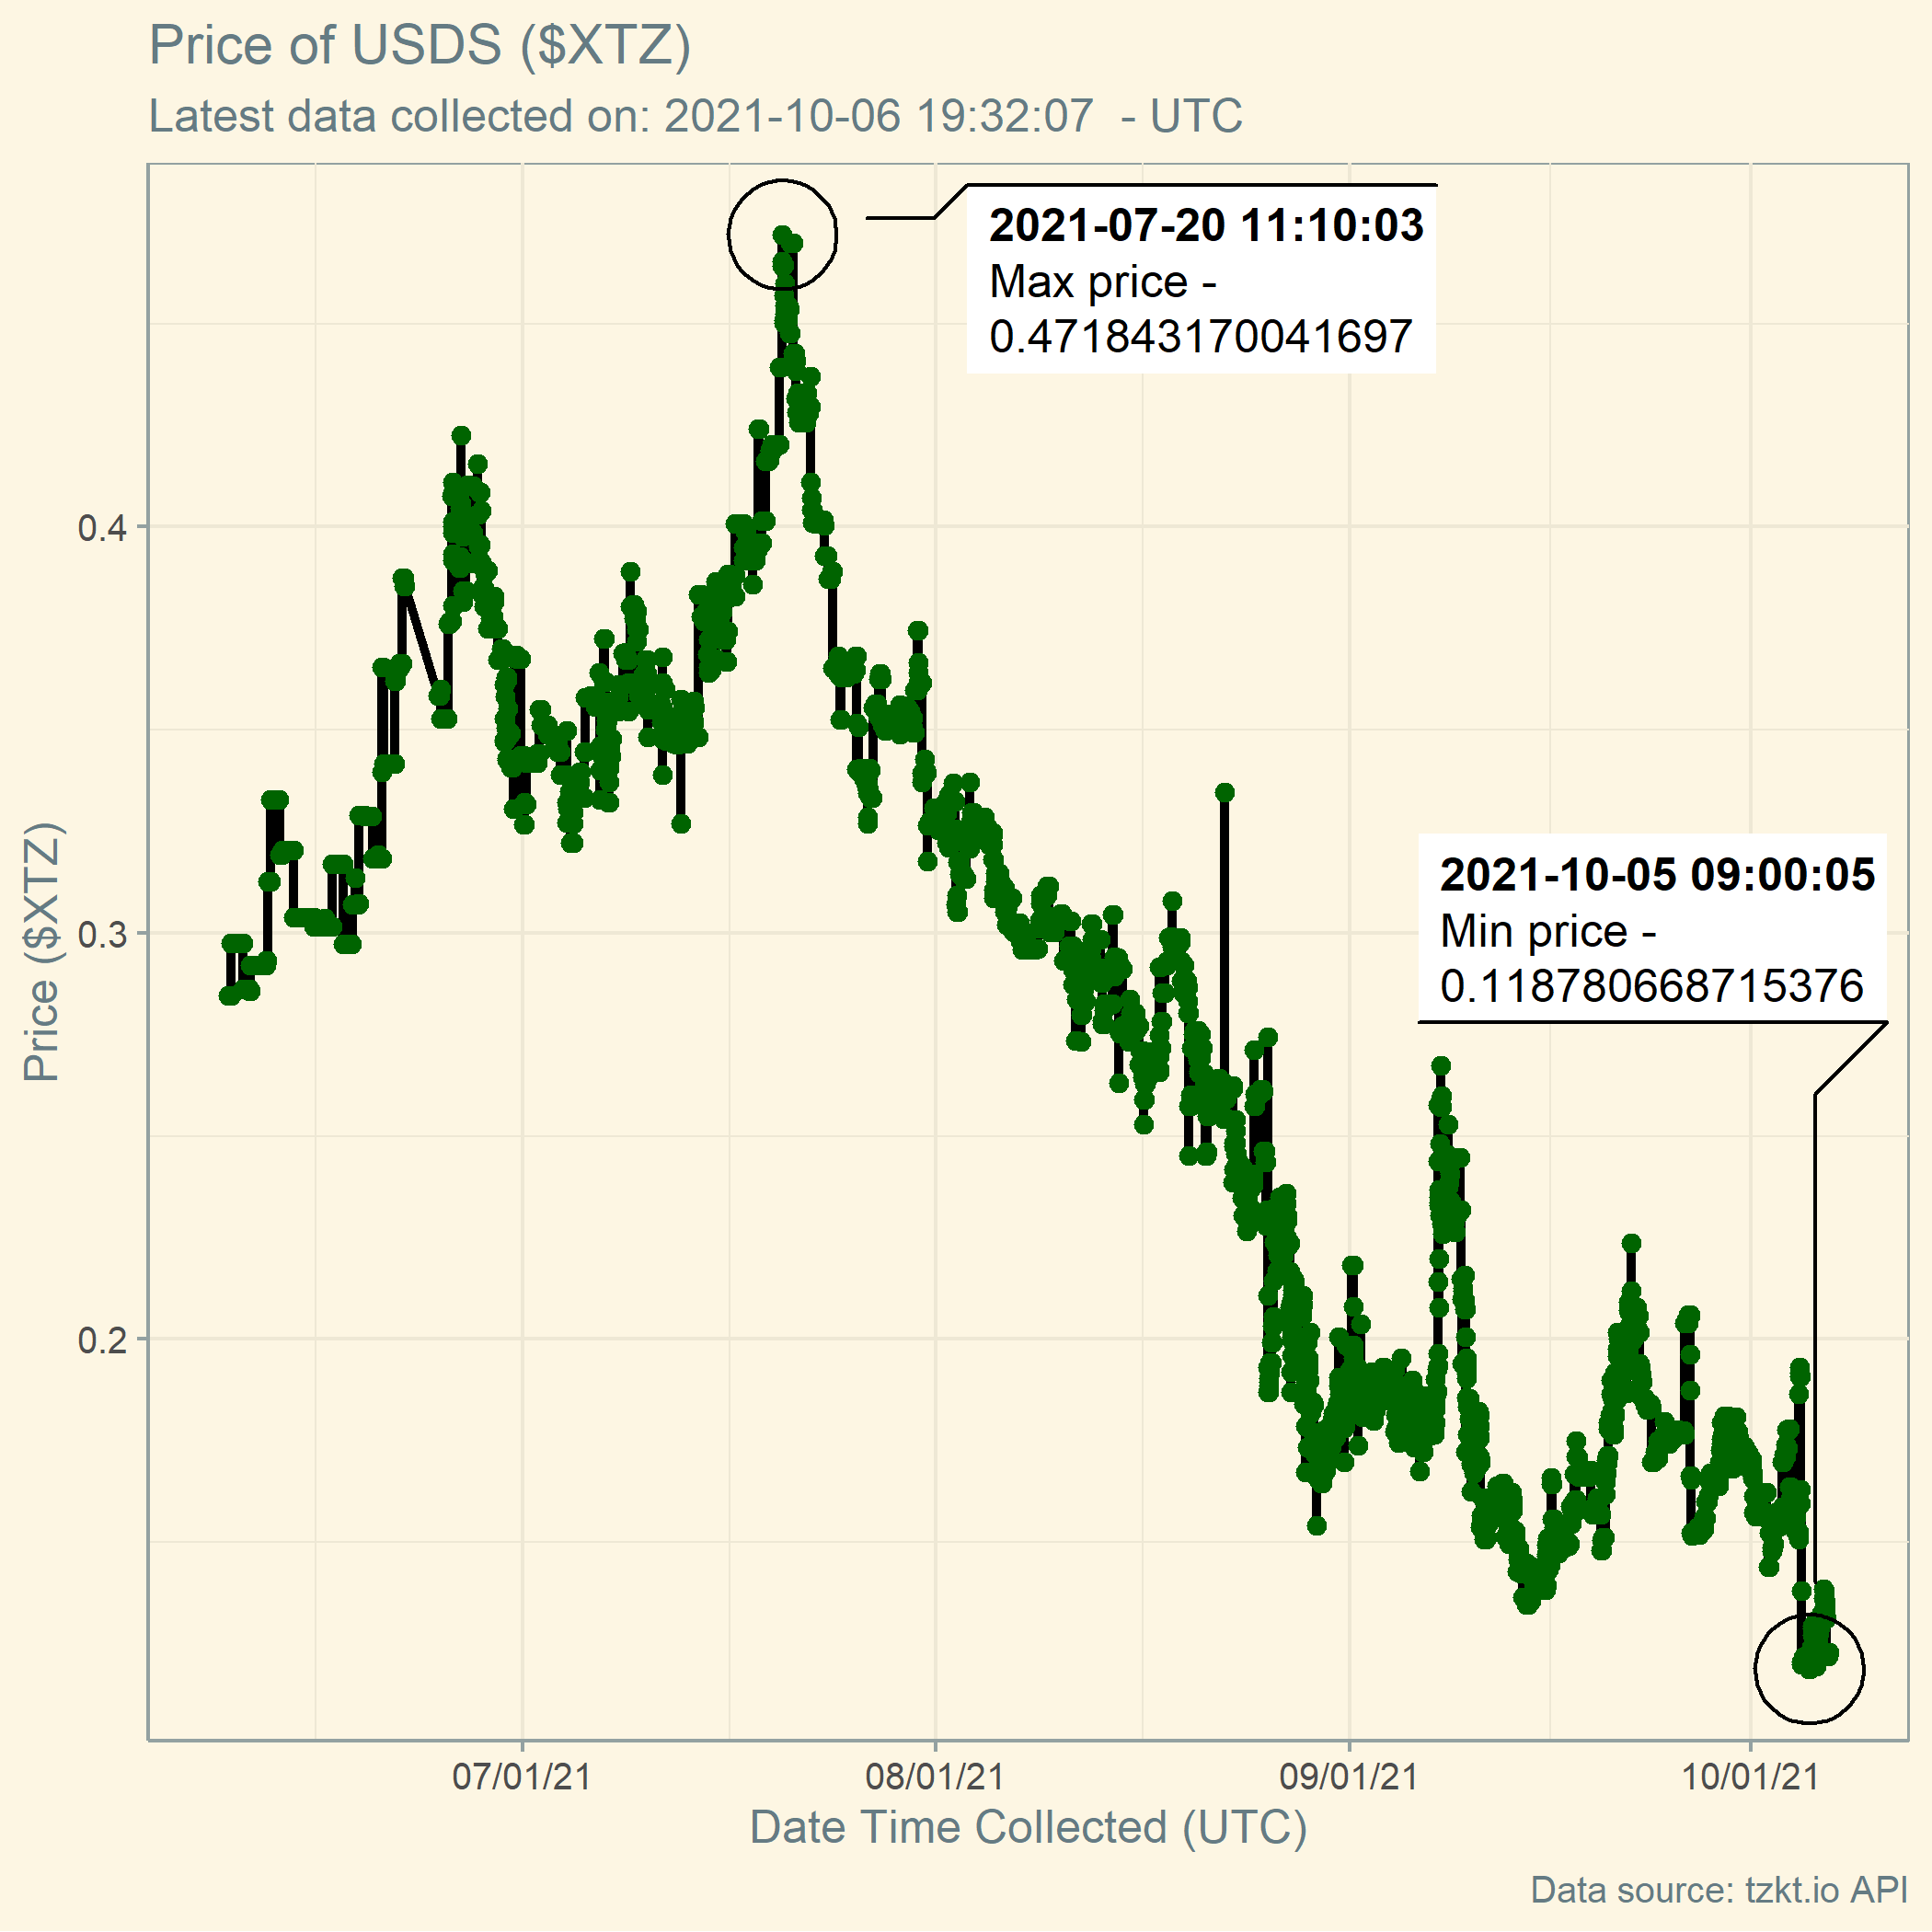 Price of USDS ($XTZ)
Latest data collected on: 2021-10-06 19:32:07  - UTC
2021-07-20 11:10:03
Max price -
0.471843170041697
0.4
0.3
0.2
Price ($XTZ)
2021-10-05 09:00:05
Min price -
0.118780668715376
07/01/21
08/01/21
09/01/21
10/01/21
Date Time Collected (UTC)
Data source: tzkt.io API